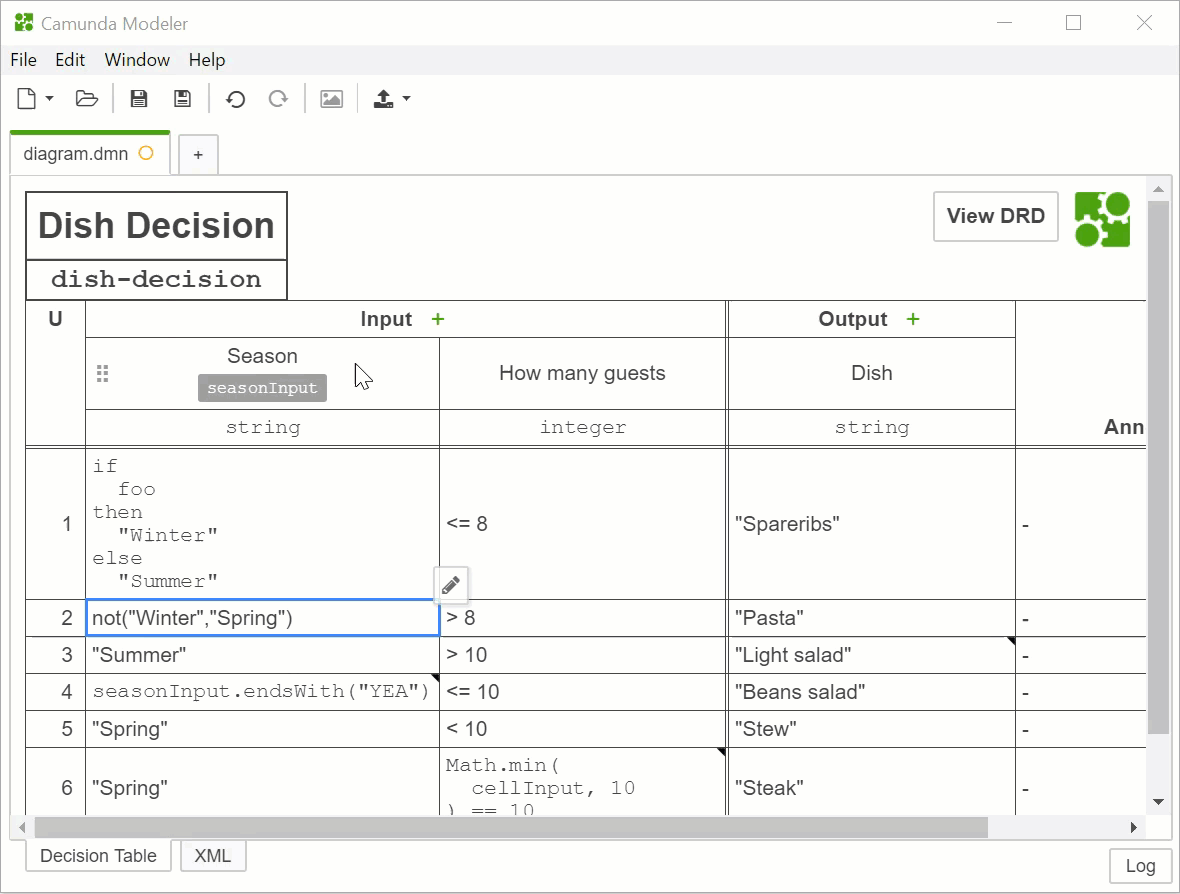 Camunda Modeler
File Edit Window Help
diagram.dmn +
Dish Decision
View DRD
dish-decision
U Input + Output +
Season
seasonInput
How many guests
Dish
string integer string
Ann
if
foo
then
"Winter"
else
"Summer"
1 <= 8 "Spareribs" -
2 not("Winter","Spring") > 8 "Pasta" -
3 "Summer" > 10 "Light salad" -
4 seasonInput.endsWith("YEA") <= 10 "Beans salad" -
5 "Spring" < 10 "Stew" -
Math.min(
6 "Spring" cellInput, 10 "Steak" -
) == 10
Decision Table XML
Log